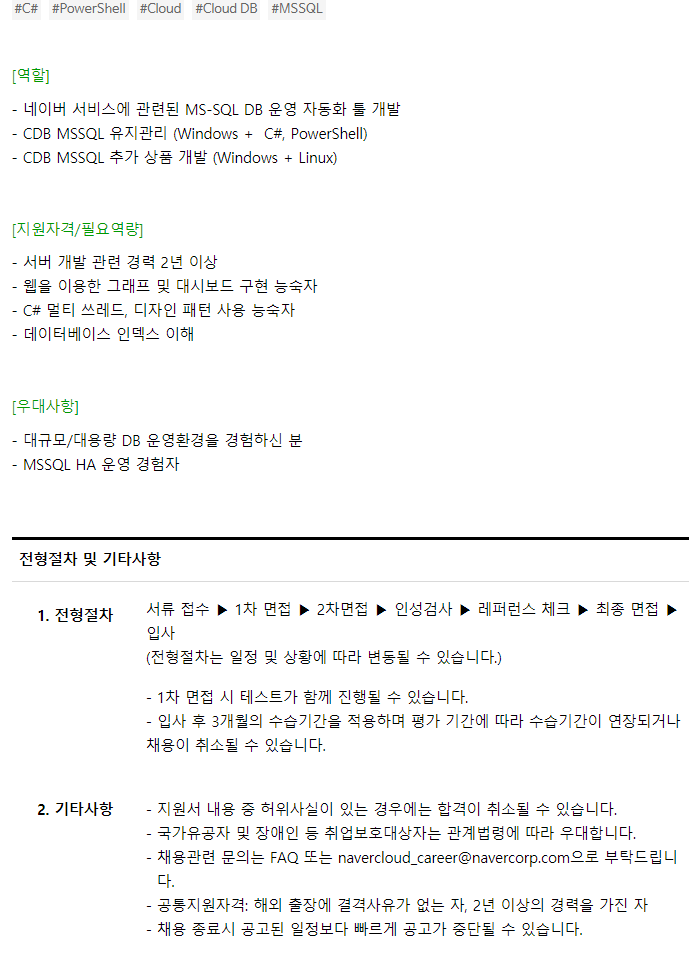 #C# #PowerShell #Cloud #Cloud DB #MSSQL
[역할]
- 네이버 서비스에 관련된 MS-SQL DB 운영 자동화 툴 개발
- CDB MSSQL 유지관리 (Windows + C#, PowerShell)
- CDB MSSQL 추가 상품 개발 (Windows + Linux)
[지원자격/필요역량]
- 서버 개발 관련 경력 2년 이상
- 웹을 이용한 그래프 및 대시보드 구현 능숙자
- C# 멀티 쓰레드, 디자인 패턴 사용 능숙자
- 데이터베이스 인덱스 이해
[우대사항]
- 대규모/대용량 DB 운영환경을 경험하신 분
- MSSQL HA 운영 경험자
전형절차 및 기타사항
1. 전형절차 서류 접수 ▶ 1차 면접 ▶ 2차면접 ▶ 인성검사 ▶ 레퍼런스 체크 ▶ 최종 면접 ▶
입사
(전형절차는 일정 및 상황에 따라 변동될 수 있습니다.)
- 1차 면접 시 테스트가 함께 진행될 수 있습니다.
- 입사 후 3개월의 수습기간을 적용하며 평가 기간에 따라 수습기간이 연장되거나
채용이 취소될 수 있습니다.
2. 기타사항 - 지원서 내용 중 허위사실이 있는 경우에는 합격이 취소될 수 있습니다.
- 국가유공자 및 장애인 등 취업보호대상자는 관계법령에 따라 우대합니다.
- 채용관련 문의는 FAQ 또는 navercloud_career@navercorp.com으로 부탁드립니
다.
- 공통지원자격: 해외 출장에 결격사유가 없는 자, 2년 이상의 경력을 가진 자
- 채용 종료시 공고된 일정보다 빠르게 공고가 중단될 수 있습니다.